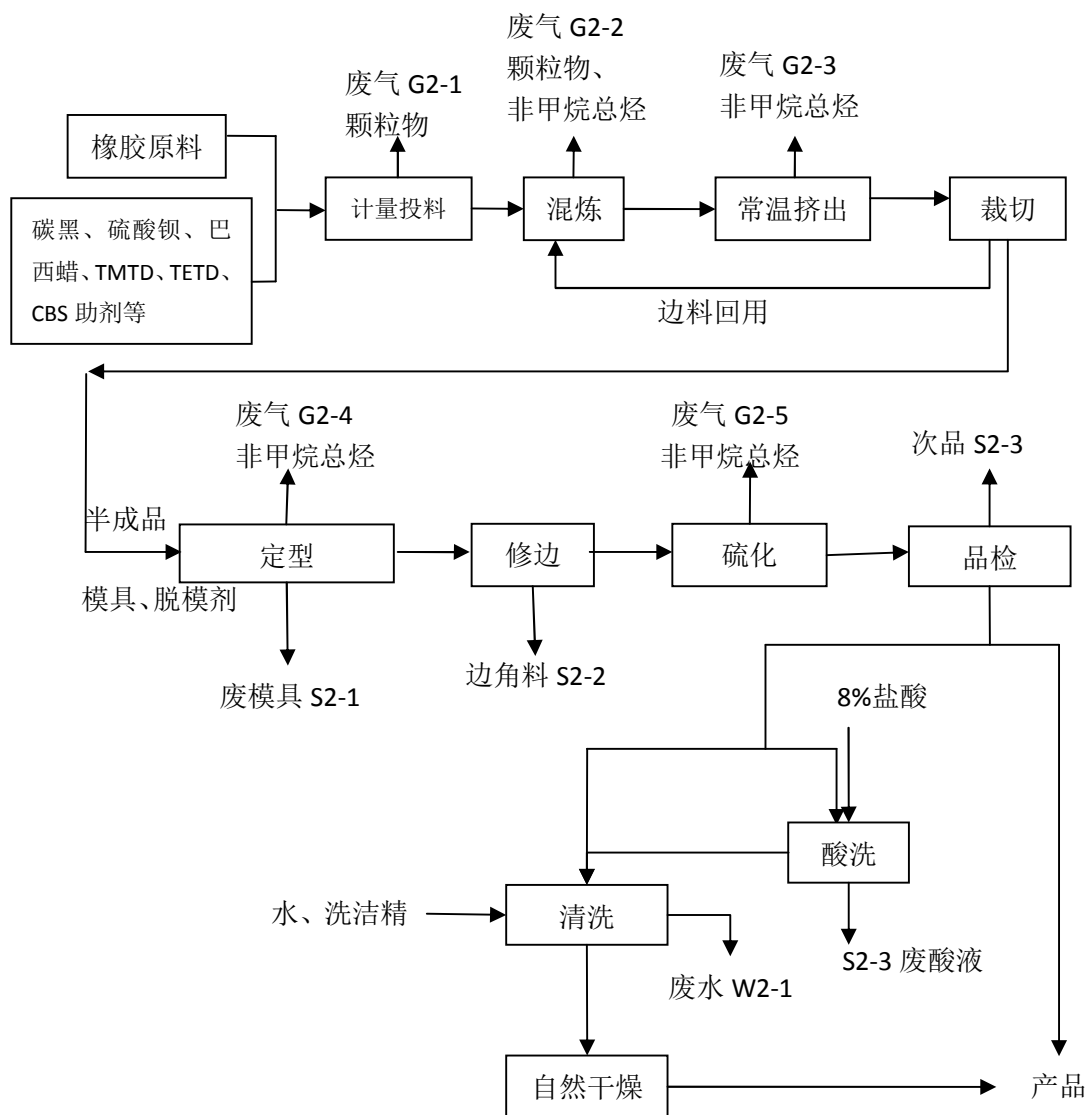 废气 G2-1
颗粒物
废气 G2-2
颗粒物、
非甲烷总烃
废气 G2-3
非甲烷总烃
橡胶原料
碳黑、硫酸钡、巴
西蜡、TMTD、TETD、
CBS 助剂等
计量投料
混炼
常温挤出
裁切
边料回用
废气 G2-4
非甲烷总烃
废气 G2-5
非甲烷总烃
次品 S2-3
半成品
定型
修边
硫化
品检
模具、脱模剂
废模具 S2-1
边角料 S2-2
8%盐酸
酸洗
水、洗洁精
清洗
S2-3 废酸液
废水 W2-1
自然干燥
产品